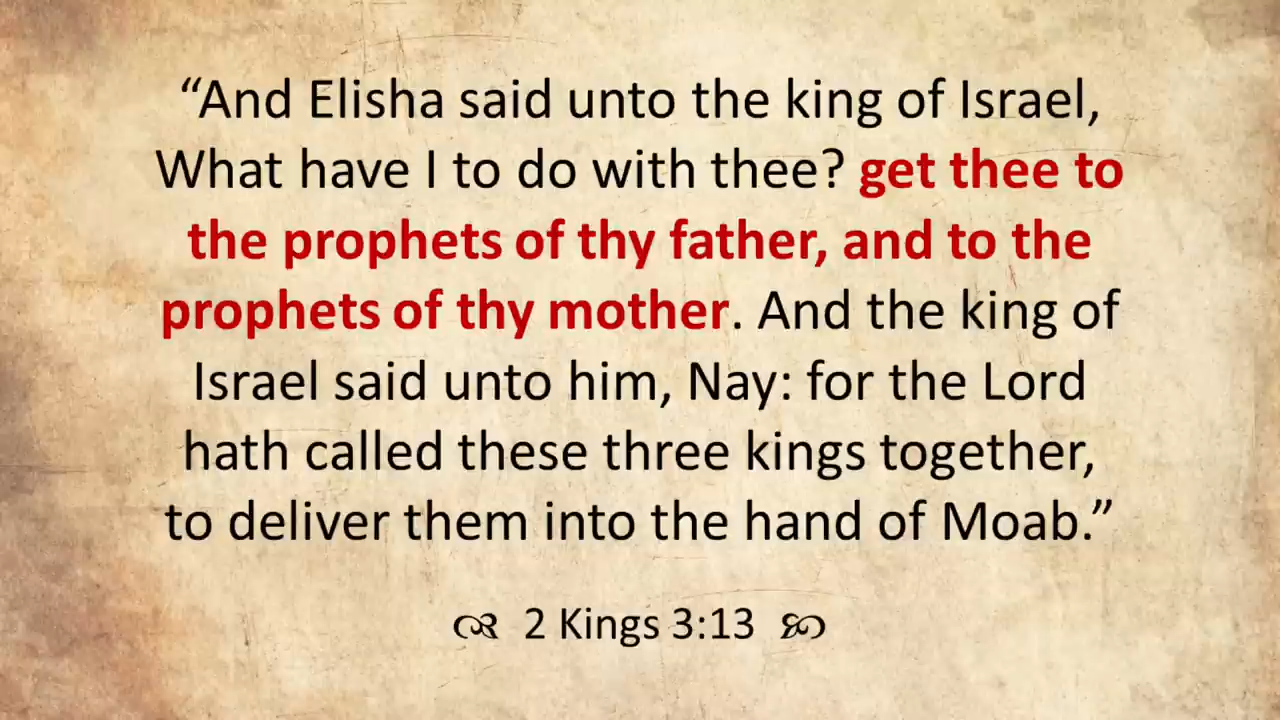 “And Elisha said unto the king of Israel,
What have I to do with thee? get thee to
the prophets of thy father, and to the
prophets of thy mother. And the king of
Israel said unto him, Nay: for the Lord
hath called these three kings together,
to deliver them into the hand of Moab.”
2 Kings 3:13